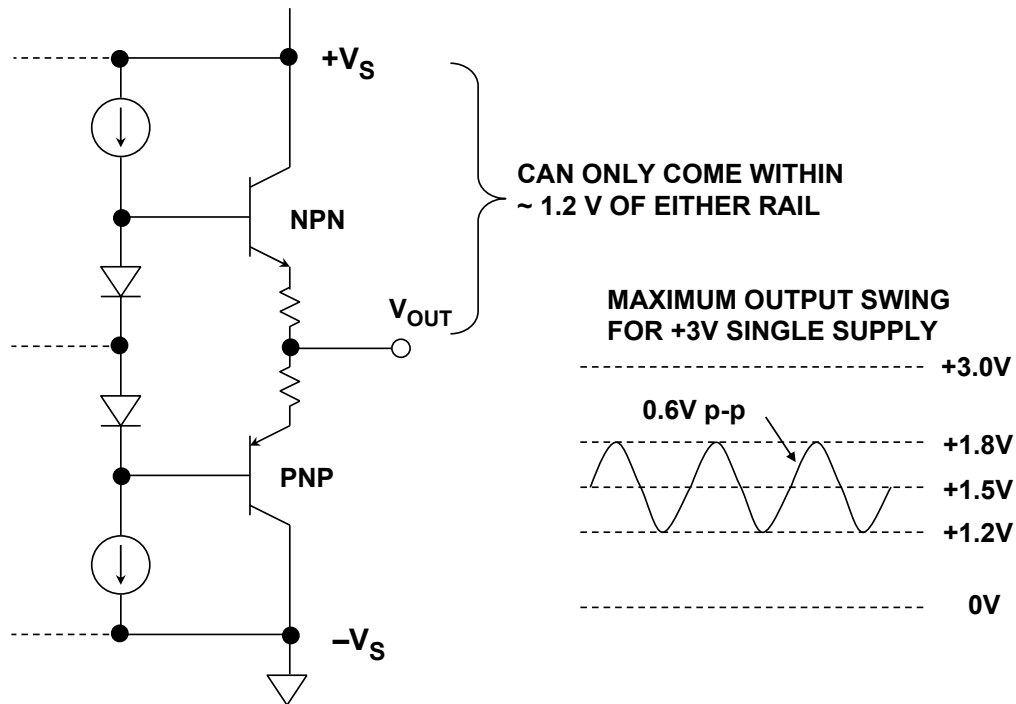 +VS
CAN ONLY COME WITHIN
~ 1.2 V OF EITHER RAIL
NPN
VOUT
MAXIMUM OUTPUT SWING
FOR +3V SINGLE SUPPLY
+3.0V
0.6V p-p
+1.8V
PNP
+1.5V
+1.2V
0V
–VS